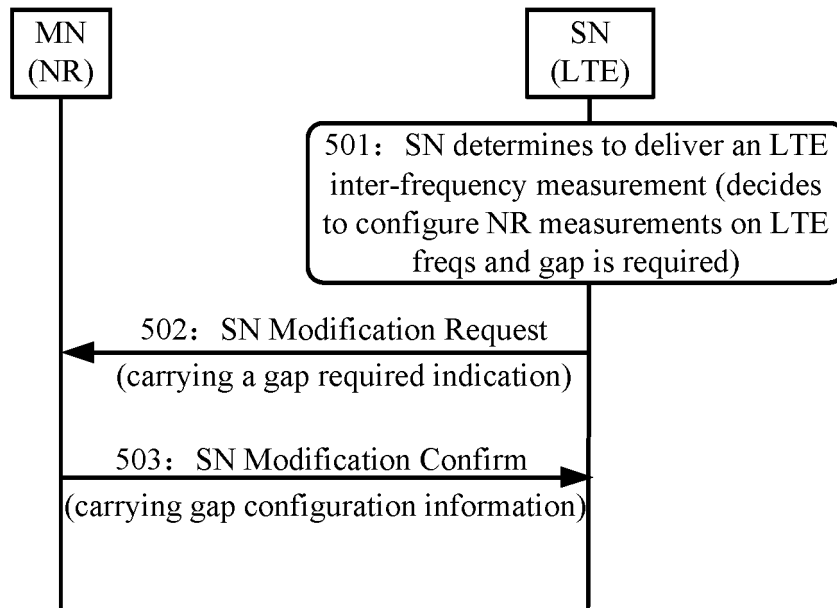 MN
(NR)
SN
(LTE)
501: SN determines to deliver an LTE
inter-frequency measurement (decides
to configure NR measurements on LTE
freqs and gap is required)
502: SN Modification Request
(carrying a gap required indication)
503: SN Modification Confirm
(carrying gap configuration information)